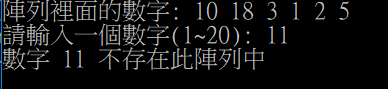 陣列裡面的數字: 10 18 3 1 2 5
請輸入一個數字(1~20): 11
數字 11 不存在此陣列中